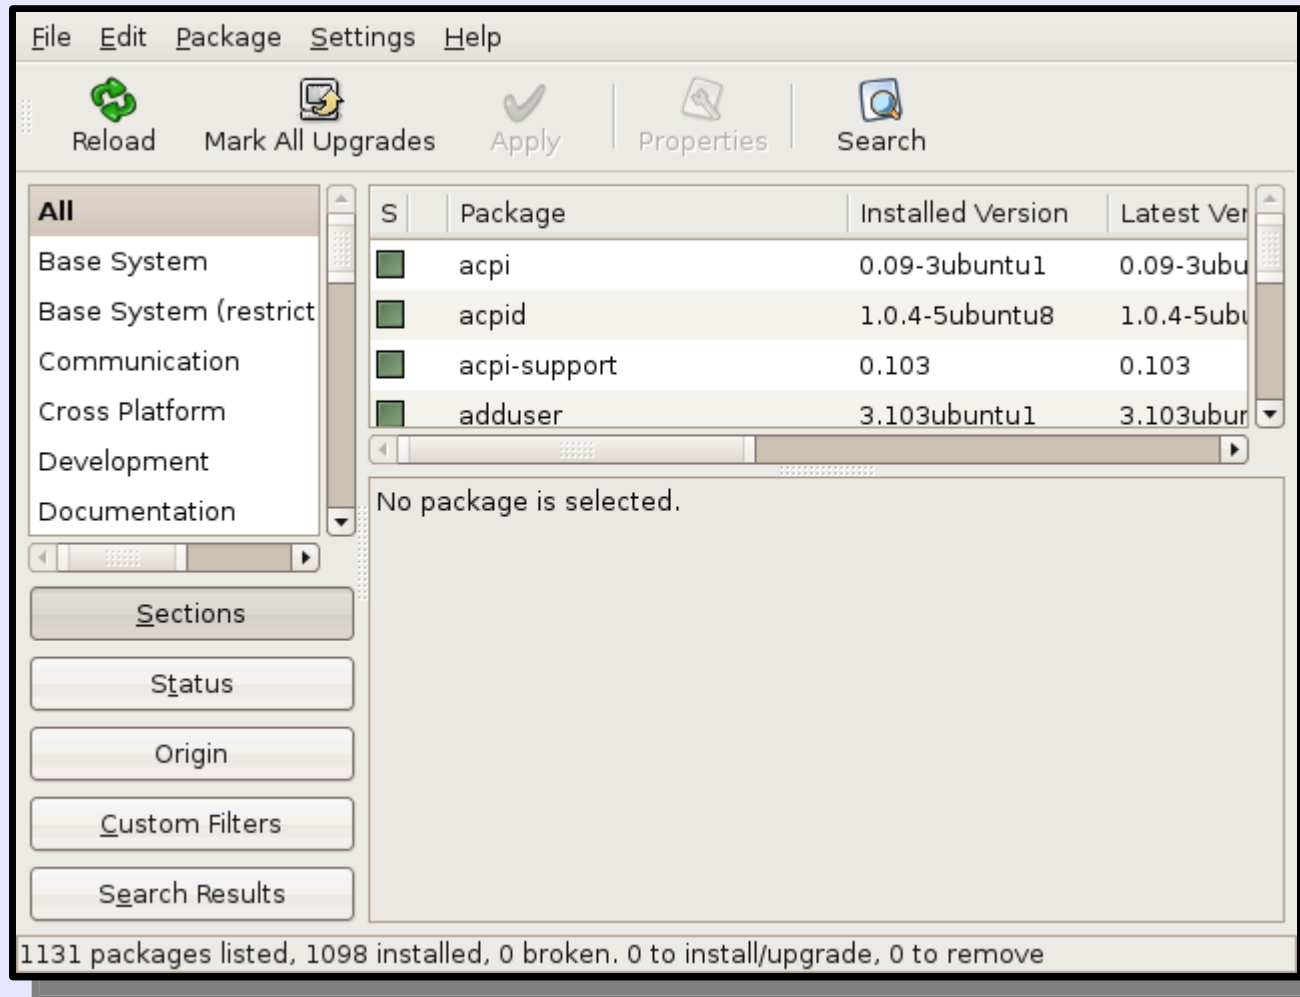 File Edit Package Settings Help
Reload Mark All Upgrades Apply Properties Search
All
Base System
Base System (restrict
Communication
Cross Platform
Development
Documentation
S Package Installed Version Latest Ver
acpi 0.09-3ubuntu1 0.09-3ubu
acpid 1.0.4-5ubuntu8 1.0.4-5ubu
acpi-support 0.103 0.103
adduser 3.103ubuntu1 3.103ubun
No package is selected.
Sections
Status
Origin
Custom Filters
Search Results
1131 packages listed, 1098 installed, 0 broken. 0 to install/upgrade, 0 to remove